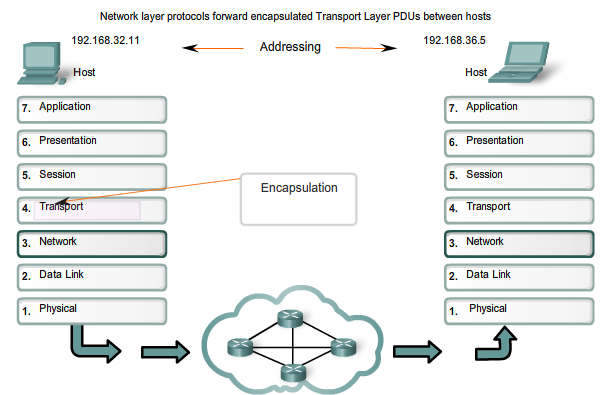 Network layer protocols forward encapsulated Transport Layer PDUs between hosts
192.168.32.11
Addressing
192.168.36.5
Host
Host
7. Application
6. Presentation
5. Session
4. Transport
3. Network
2. Data Link
1. Physical
Encapsulation
7. Application
6. Presentation
5. Session
4. Transport
3. Network
2. Data Link
1. Physical